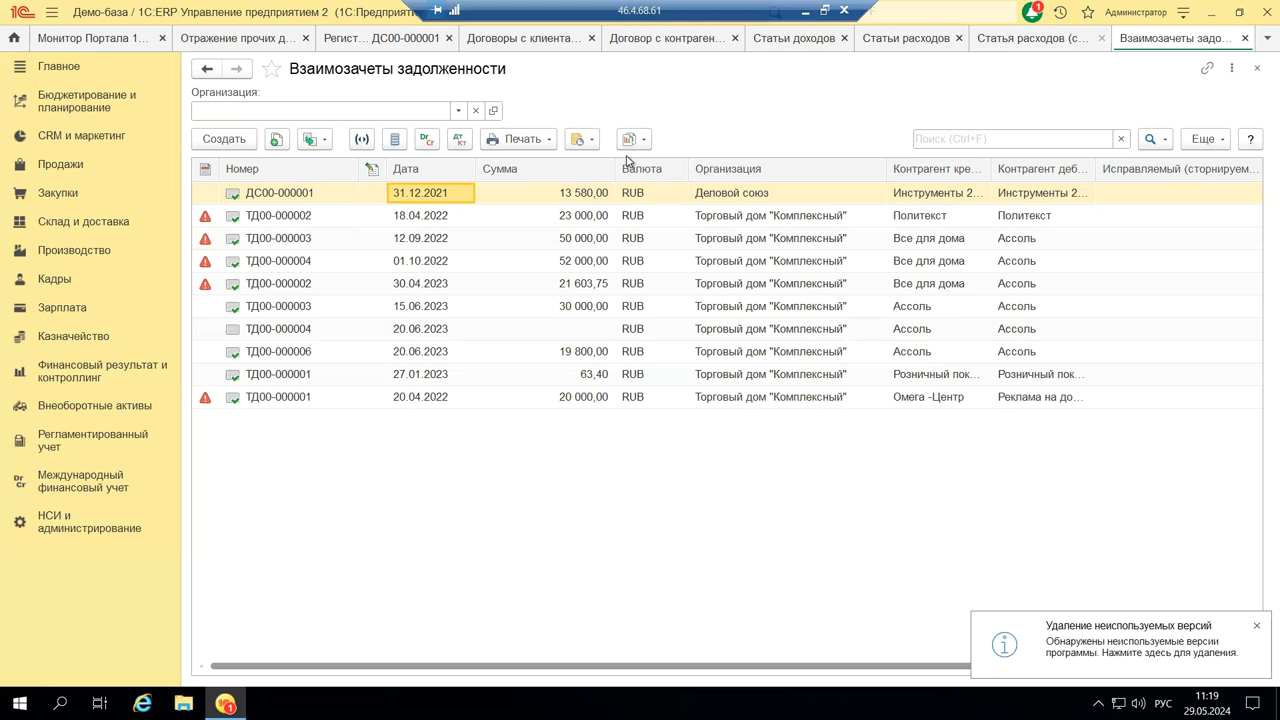 Демо-база / 1С:ERP Управление предприятием 2 (1С:Предприятие
46.4.68.61
1
Администратор
Монитор Портала 1...
Отражение прочих д...
Регист... ДС00-000001
Договоры с клиента...
Договор с контраген...
Статьи доходов
Статьи расходов
Статья расходов (с...
Взаимозачеты задо...
Главное
Бюджетирование и
планирование
CRM и маркетинг
Продажи
Закупки
Склад и доставка
Производство
Кадры
Зарплата
Казначейство
Финансовый результат и
контроллинг
Внеоборотные активы
Регламентированный
учет
Международный
финансовый учет
НСИ и
администрирование
Взаимозачеты задолженности
Организация:
Создать
Dr Cr
Дт Кт
Печать
Поиск (Ctrl+F)
Еще
?
Номер Дата Сумма Валюта Организация Контрагент кре... Контрагент деб... Исправляемый (сторнируем...
ДС00-000001 31.12.2021 13 580,00 RUB Деловой союз Инструменты 2... Инструменты 2...
ТД00-000002 18.04.2022 23 000,00 RUB Торговый дом "Комплексный" Политекст Политекст
ТД00-000003 12.09.2022 50 000,00 RUB Торговый дом "Комплексный" Все для дома Ассоль
ТД00-000004 01.10.2022 52 000,00 RUB Торговый дом "Комплексный" Все для дома Ассоль
ТД00-000002 30.04.2023 21 603,75 RUB Торговый дом "Комплексный" Все для дома Ассоль
ТД00-000003 15.06.2023 30 000,00 RUB Торговый дом "Комплексный" Ассоль Ассоль
ТД00-000004 20.06.2023 RUB Торговый дом "Комплексный" Ассоль Ассоль
ТД00-000006 20.06.2023 19 800,00 RUB Торговый дом "Комплексный" Ассоль Ассоль
ТД00-000001 27.01.2023 63,40 RUB Торговый дом "Комплексный" Розничный пок... Розничный пок...
ТД00-000001 20.04.2022 20 000,00 RUB Торговый дом "Комплексный" Омега -Центр Реклама на до...
Удаление неиспользуемых версий
Обнаружены неиспользуемые версии
программы. Нажмите здесь для удаления.
РУС
11:19
29.05.2024